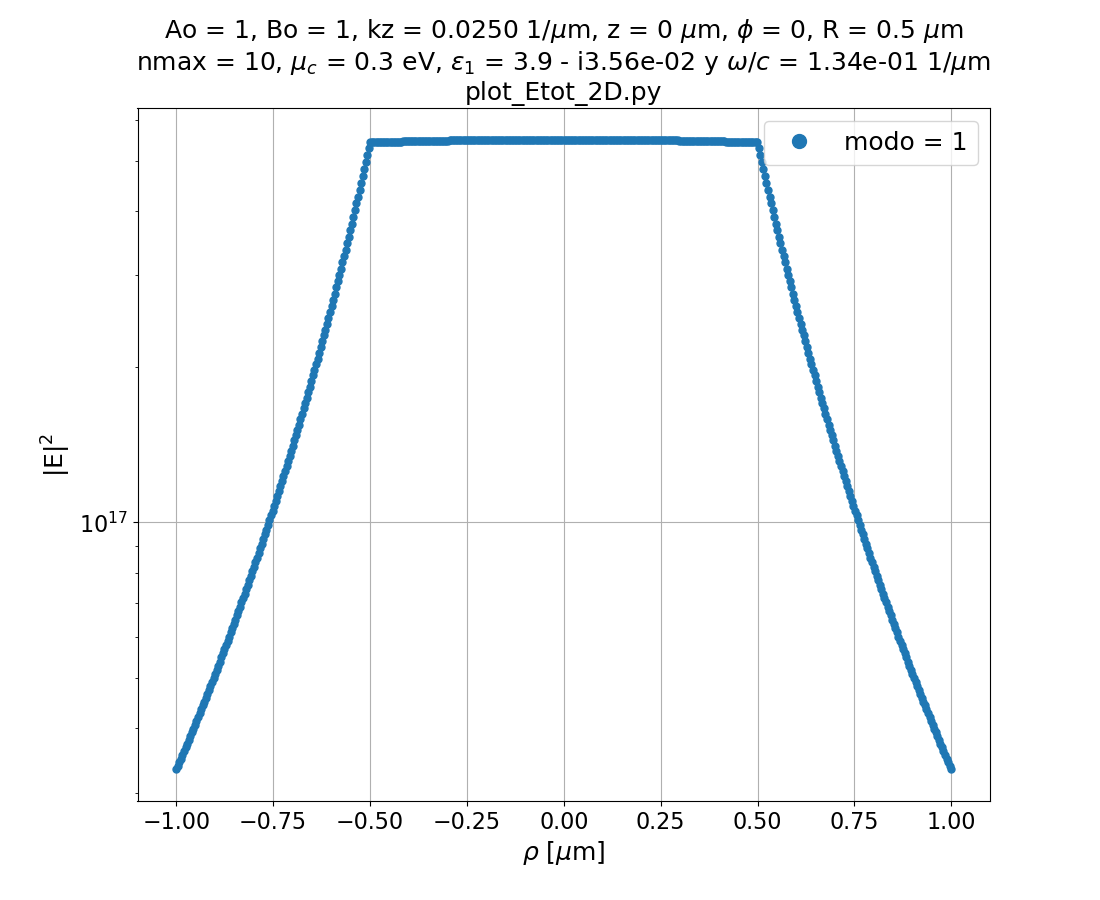 Ao = 1, Bo = 1, kz = 0.0250 1/μm, z = 0 μm, ϕ = 0, R = 0.5 μm
nmax = 10, μc = 0.3 eV, ε1 = 3.9 - i3.56e-02 y ω/c = 1.34e-01 1/μm
plot_Etot_2D.py
modo = 1
|E|²
10¹⁷
−1.00 −0.75 −0.50 −0.25 0.00 0.25 0.50 0.75 1.00
ρ [μm]